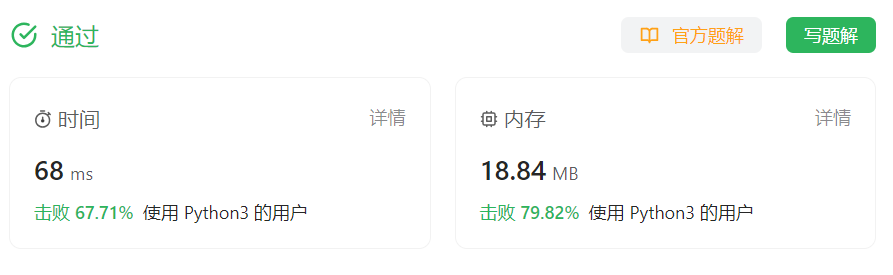 通过 官方题解 写题解
时间 详情
68 ms
击败 67.71% 使用 Python3 的用户
内存 详情
18.84 MB
击败 79.82% 使用 Python3 的用户